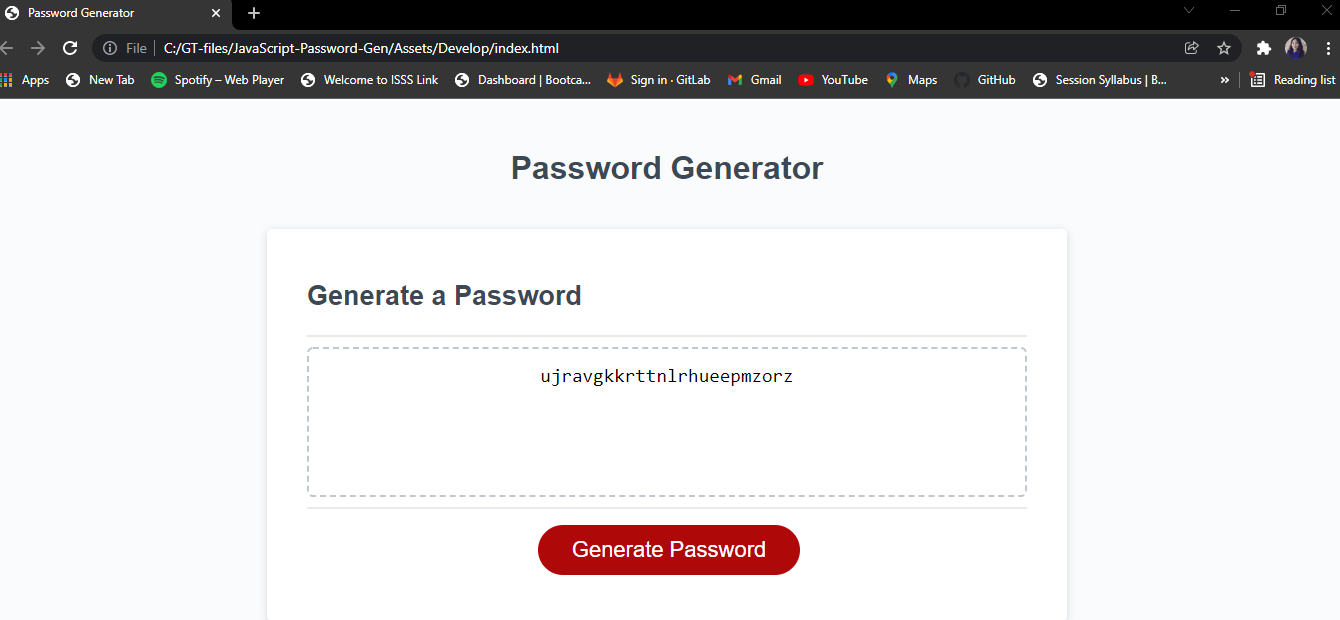 Password Generator
File C:/GT-files/JavaScript-Password-Gen/Assets/Develop/index.html
Apps New Tab Spotify – Web Player Welcome to ISSS Link Dashboard | Bootca... Sign in · GitLab Gmail YouTube Maps GitHub Session Syllabus | B... » Reading list
Password Generator
Generate a Password
ujravgkkrttnlrhueepmzorz
Generate Password